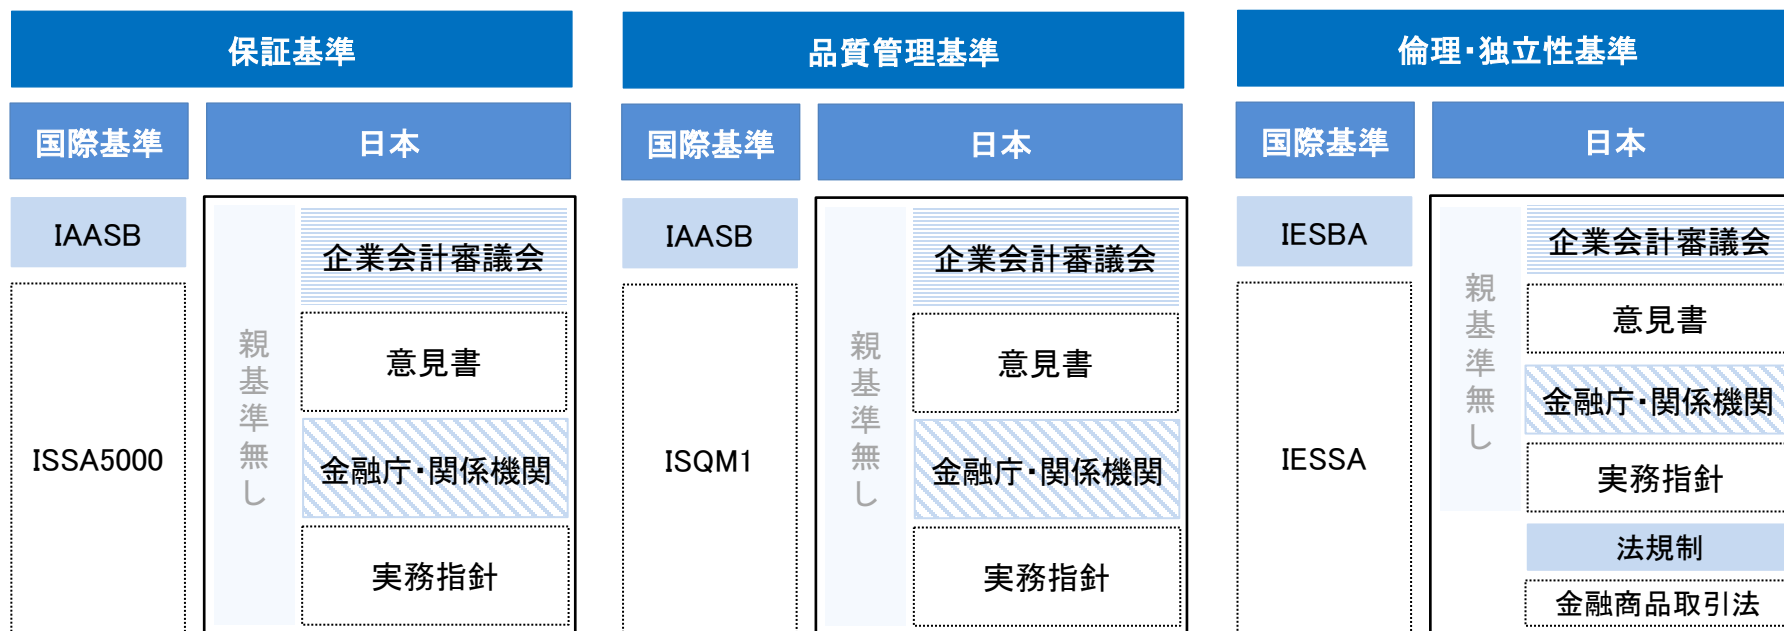 保証基準
国際基準
日本
IAASB
ISSA5000
親基準無し
企業会計審議会
意見書
金融庁・関係機関
実務指針
品質管理基準
国際基準
日本
IAASB
ISQM1
親基準無し
企業会計審議会
意見書
金融庁・関係機関
実務指針
倫理・独立性基準
国際基準
日本
IESBA
IESSA
親基準無し
企業会計審議会
意見書
金融庁・関係機関
実務指針
法規制
金融商品取引法